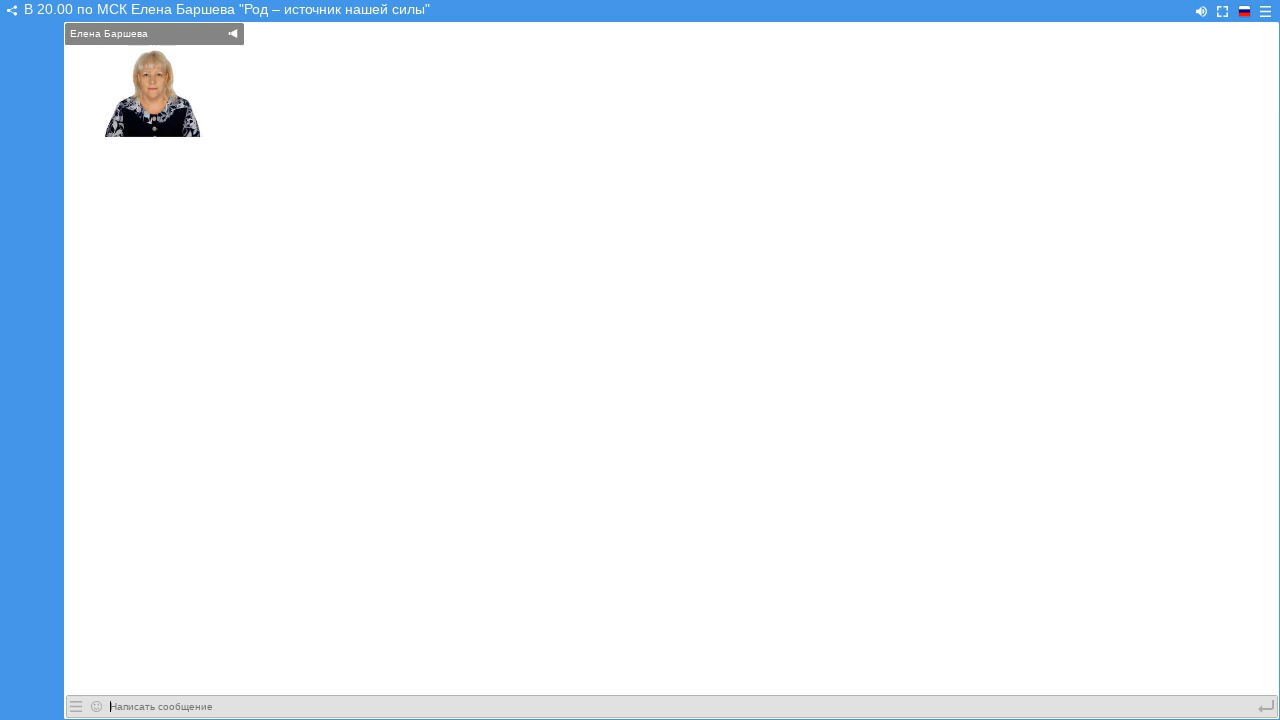 В 20.00 по МСК Елена Баршева "Род – источник нашей силы"
Елена Баршева
Написать сообщение